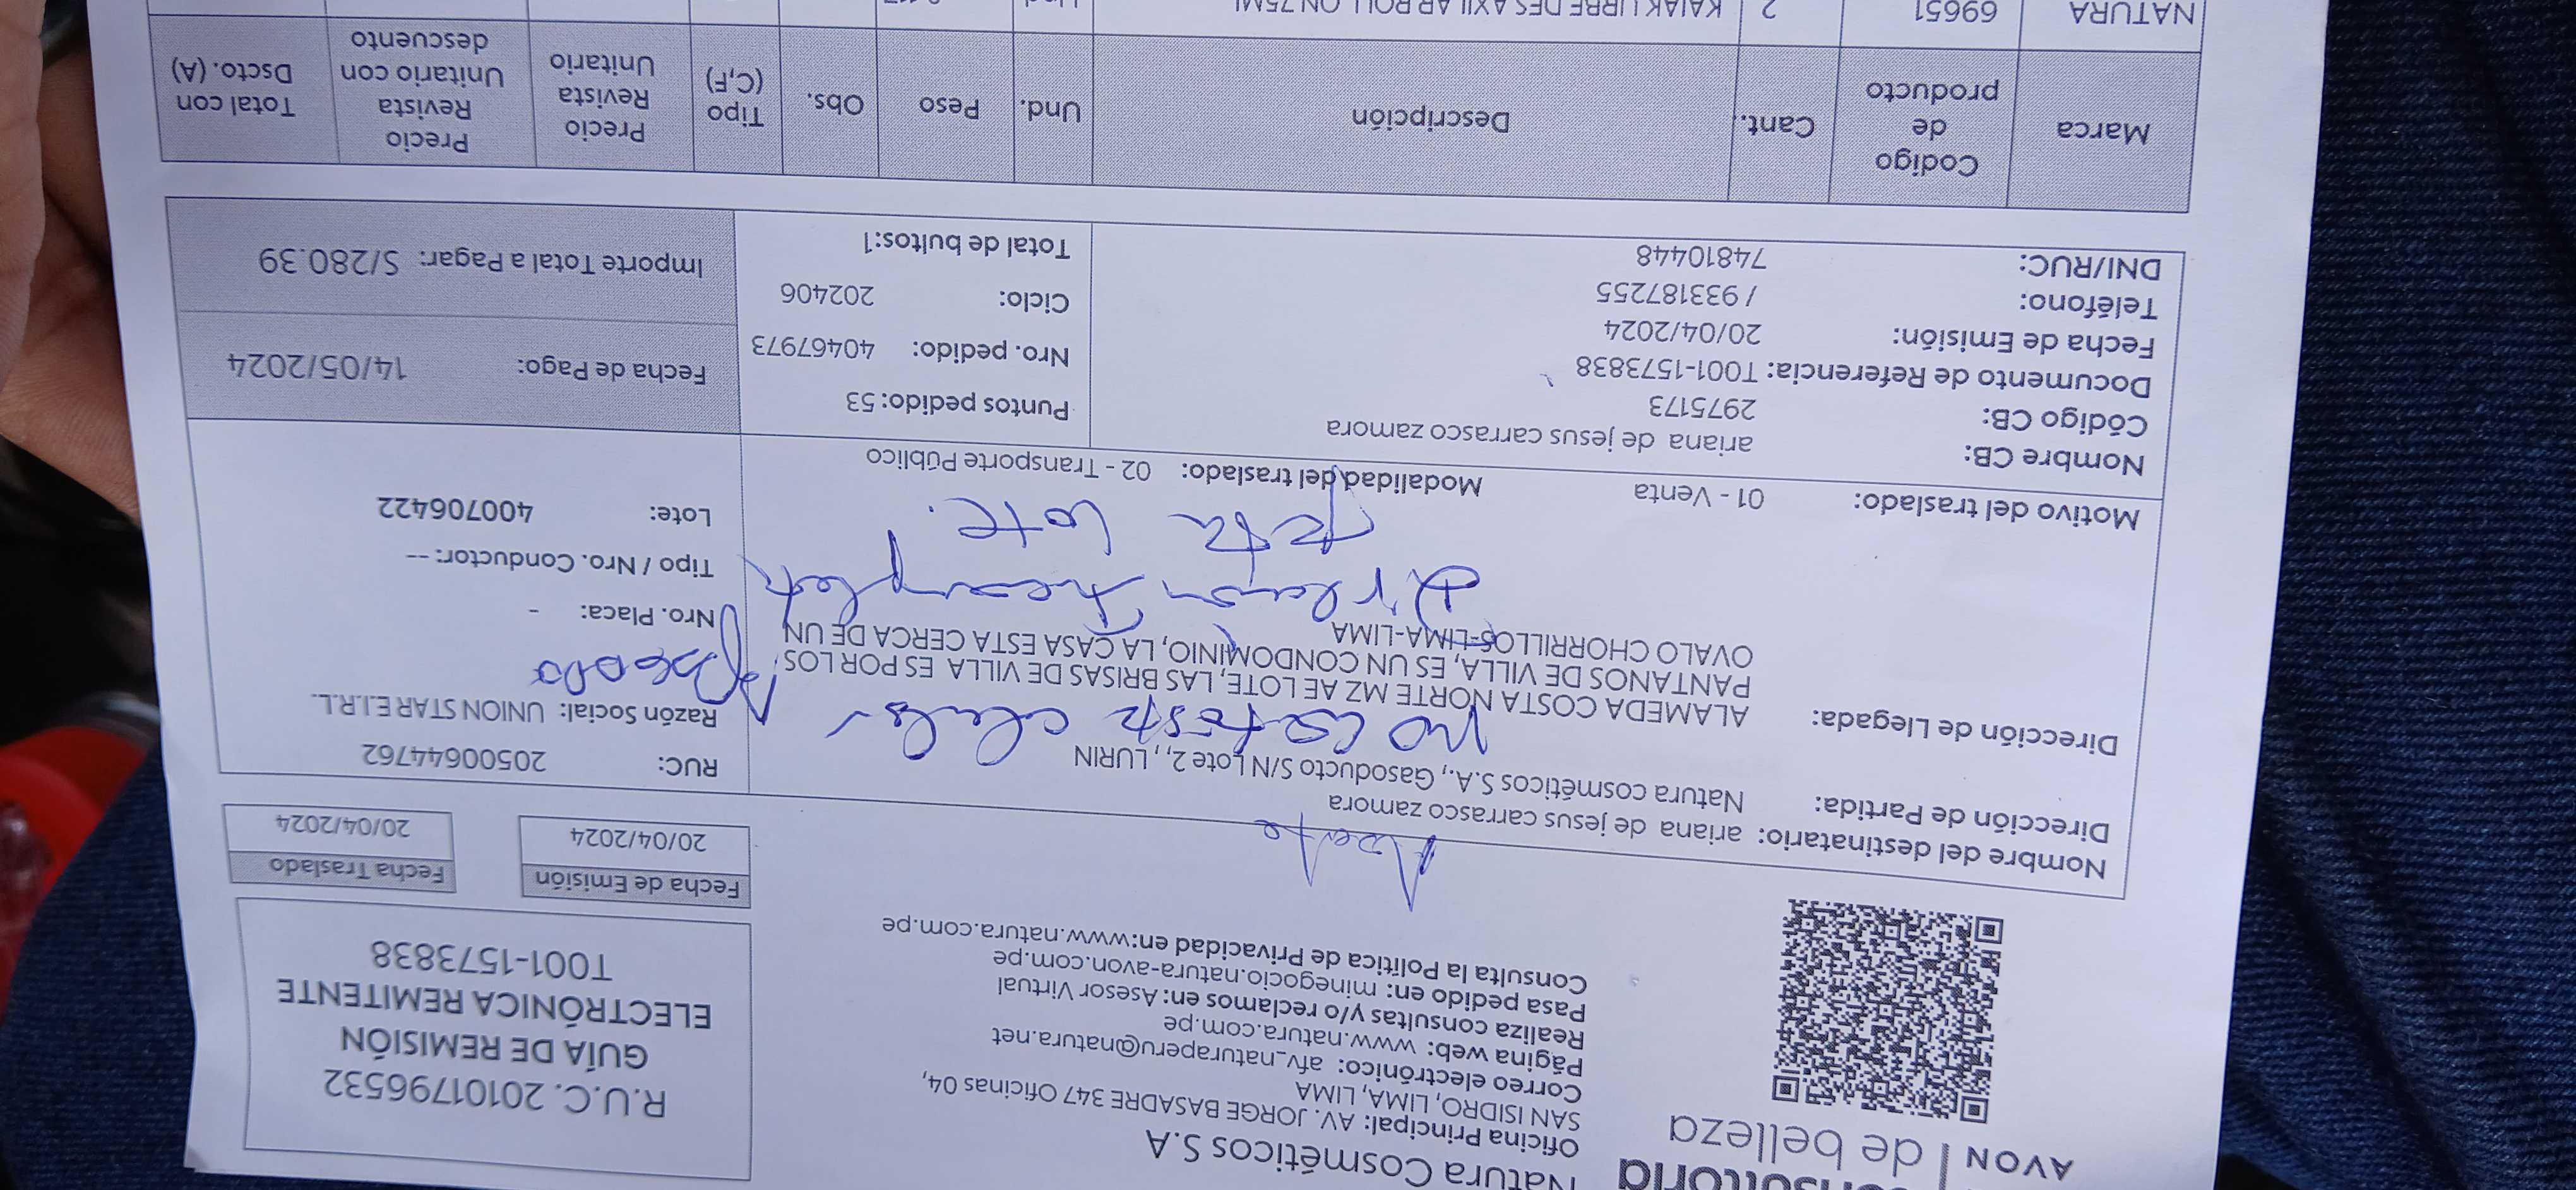 AVON | de belleza
Natura Cosméticos S.A
Oficina Principal: AV. JORGE BASADRE 347 Oficinas 04,
SAN ISIDRO, LIMA, LIMA
Correo electrónico: afv_naturaperu@natura.net
Página web: www.natura.com.pe
Realiza consultas y/o reclamos en: Asesor Virtual
Pasa pedido en: minegocio.natura-avon.com.pe
Consulta la Política de Privacidad en:www.natura.com.pe
R.U.C. 20101796532
GUÍA DE REMISIÓN
ELECTRÓNICA REMITENTE
T001-1573838
Fecha de Emisión
20/04/2024
Fecha Traslado
20/04/2024
Nombre del destinatario: ariana de jesus carrasco zamora
Dirección de Partida: Natura cosméticos S.A., Gasoducto S/N Lote 2, , LURIN
no contesta celular
Dirección de Llegada: ALAMEDA COSTA NORTE MZ AE LOTE, LAS BRISAS DE VILLA ES POR LOS
PANTANOS DE VILLA, ES UN CONDOMINIO, LA CASA ESTA CERCA DE UN
OVALO CHORRILLOS-LIMA-LIMA
Apagado
Dirección Incompleta
falta lote.
Motivo del traslado: 01 - Venta Modalidad del traslado: 02 - Transporte Público
RUC: 20500644762
Razón Social: UNION STAR E.I.R.L.
Nro. Placa: -
Tipo / Nro. Conductor: --
Lote: 400706422
Nombre CB: ariana de jesus carrasco zamora
Código CB: 2975173
Documento de Referencia: T001-1573838
Fecha de Emisión: 20/04/2024
Teléfono: / 933187255
DNI/RUC: 74810448
Puntos pedido: 53
Nro. pedido: 40467973
Ciclo: 202406
Total de bultos:1
Fecha de Pago: 14/05/2024
Importe Total a Pagar: S/280.39
Marca
Codigo de producto
Cant.
Descripción
Und.
Peso
Obs.
Tipo (C,F)
Precio Revista Unitario
Precio Revista Unitario con descuento
Total con Dscto. (A)
NATURA 69651 2 KAIAK LIBRE DES AXILAR ROLL ON 75ML